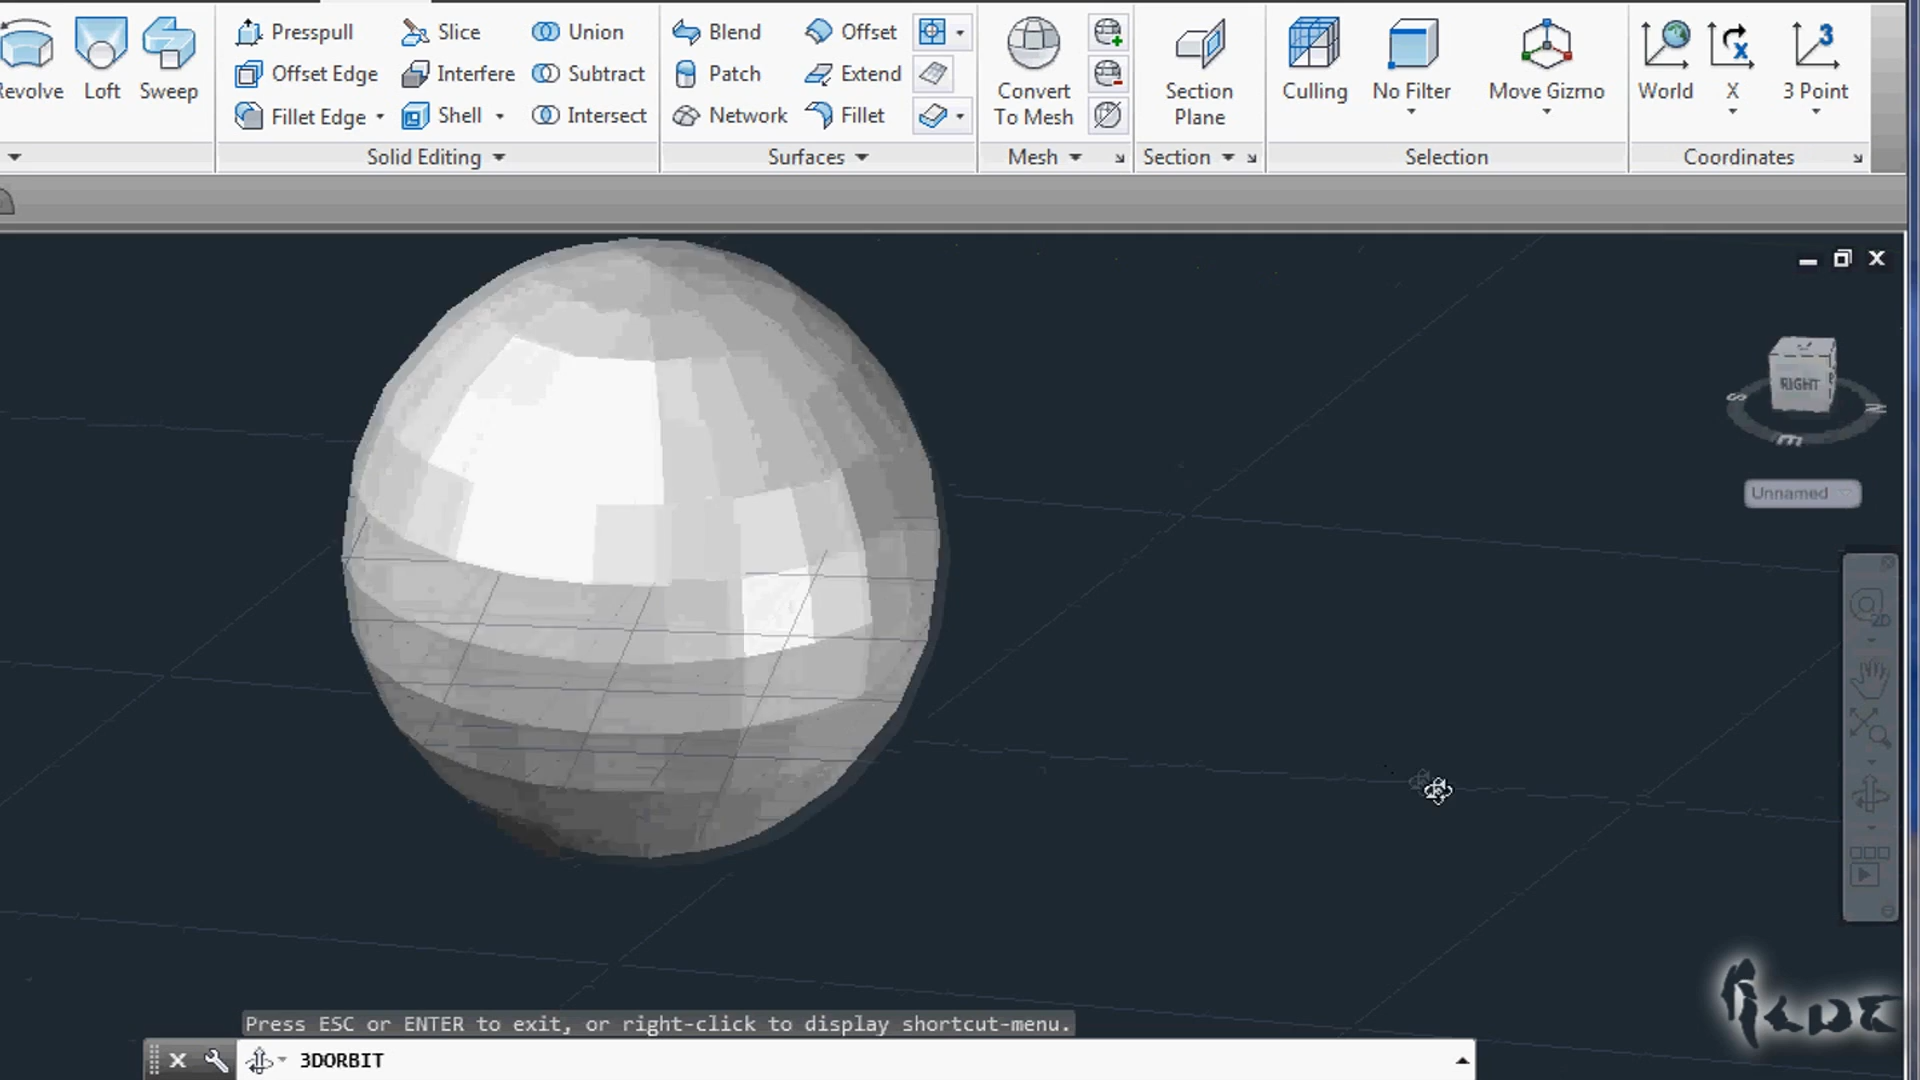 Presspull
Slice
Union
Blend
Offset
Revolve
Loft
Sweep
Offset Edge
Interfere
Subtract
Patch
Extend
Convert
To Mesh
Section
Plane
Culling
No Filter
Move Gizmo
World
X
3 Point
Fillet Edge
Shell
Intersect
Network
Fillet
Solid Editing
Surfaces
Mesh
Section
Selection
Coordinates
RIGHT
S
N
E
Unnamed
2D
Press ESC or ENTER to exit, or right-click to display shortcut-menu.
3DORBIT